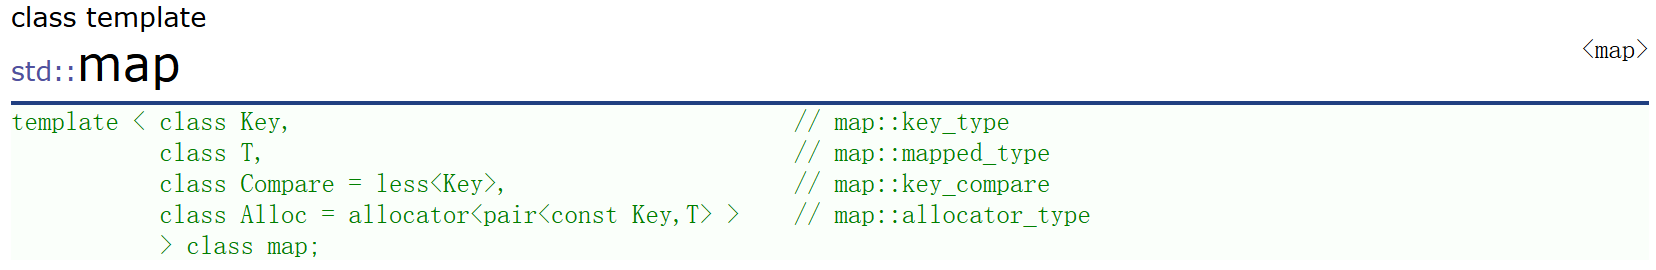 class template
<map>
std::map
template < class Key,                                     // map::key_type
           class T,                                       // map::mapped_type
           class Compare = less<Key>,                     // map::key_compare
           class Alloc = allocator<pair<const Key,T> >    // map::allocator_type
           > class map;